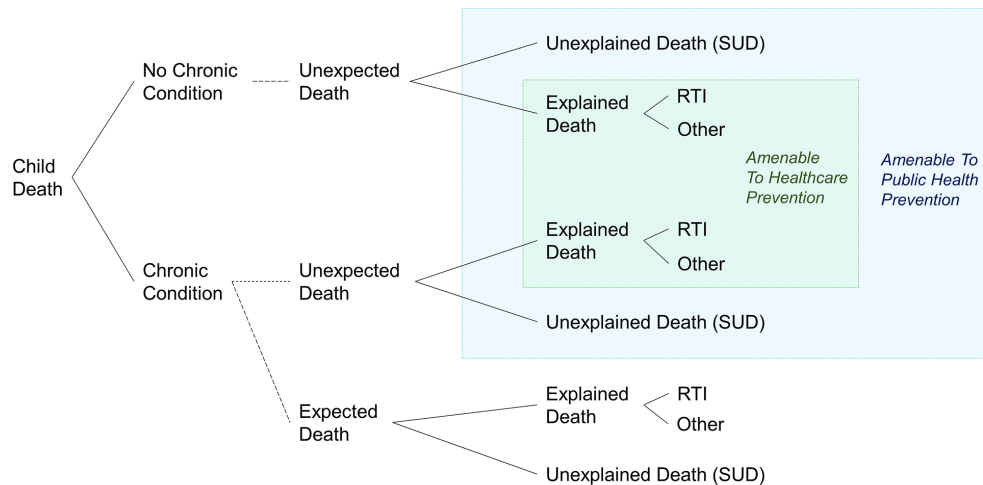 Unexplained Death (SUD)
No Chronic
Condition
Unexpected
Death
Explained
Death
RTI
Other
Child
Death
Amenable
To Healthcare
Prevention
Amenable To
Public Health
Prevention
Explained
Death
RTI
Other
Chronic
Condition
Unexpected
Death
Unexplained Death (SUD)
Expected
Death
Explained
Death
RTI
Other
Unexplained Death (SUD)